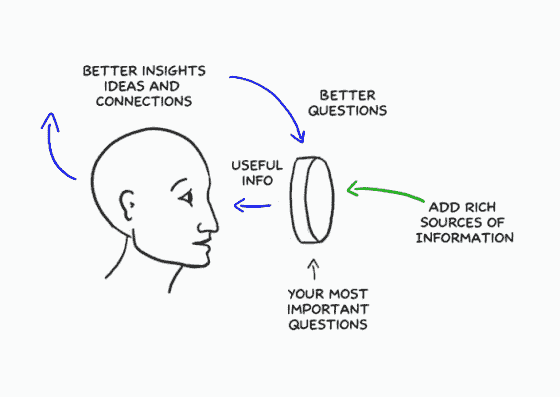 BETTER INSIGHTS
IDEAS AND
CONNECTIONS
BETTER
QUESTIONS
USEFUL
INFO
ADD RICH
SOURCES OF
INFORMATION
YOUR MOST
IMPORTANT
QUESTIONS